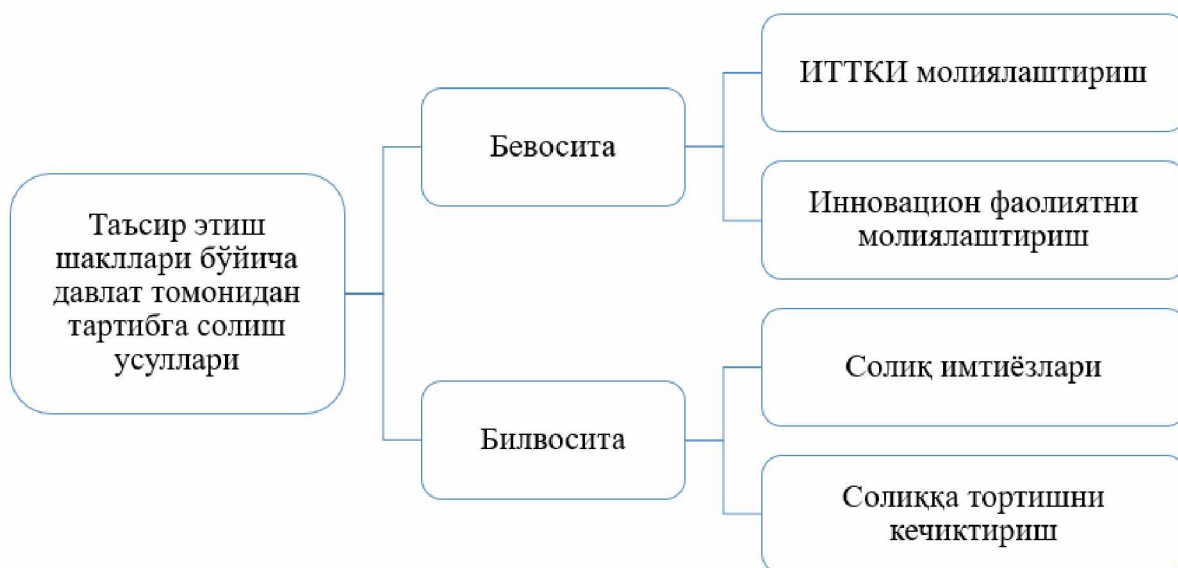 Таъсир этиш
шакллари бўйича
давлат томонидан
тартибга солиш
усуллари
Бевосита
ИТТКИ молиялаштириш
Инновацион фаолиятни
молиялаштириш
Билвосита
Солиқ имтиёзлари
Солиққа тортишни
кечиктириш